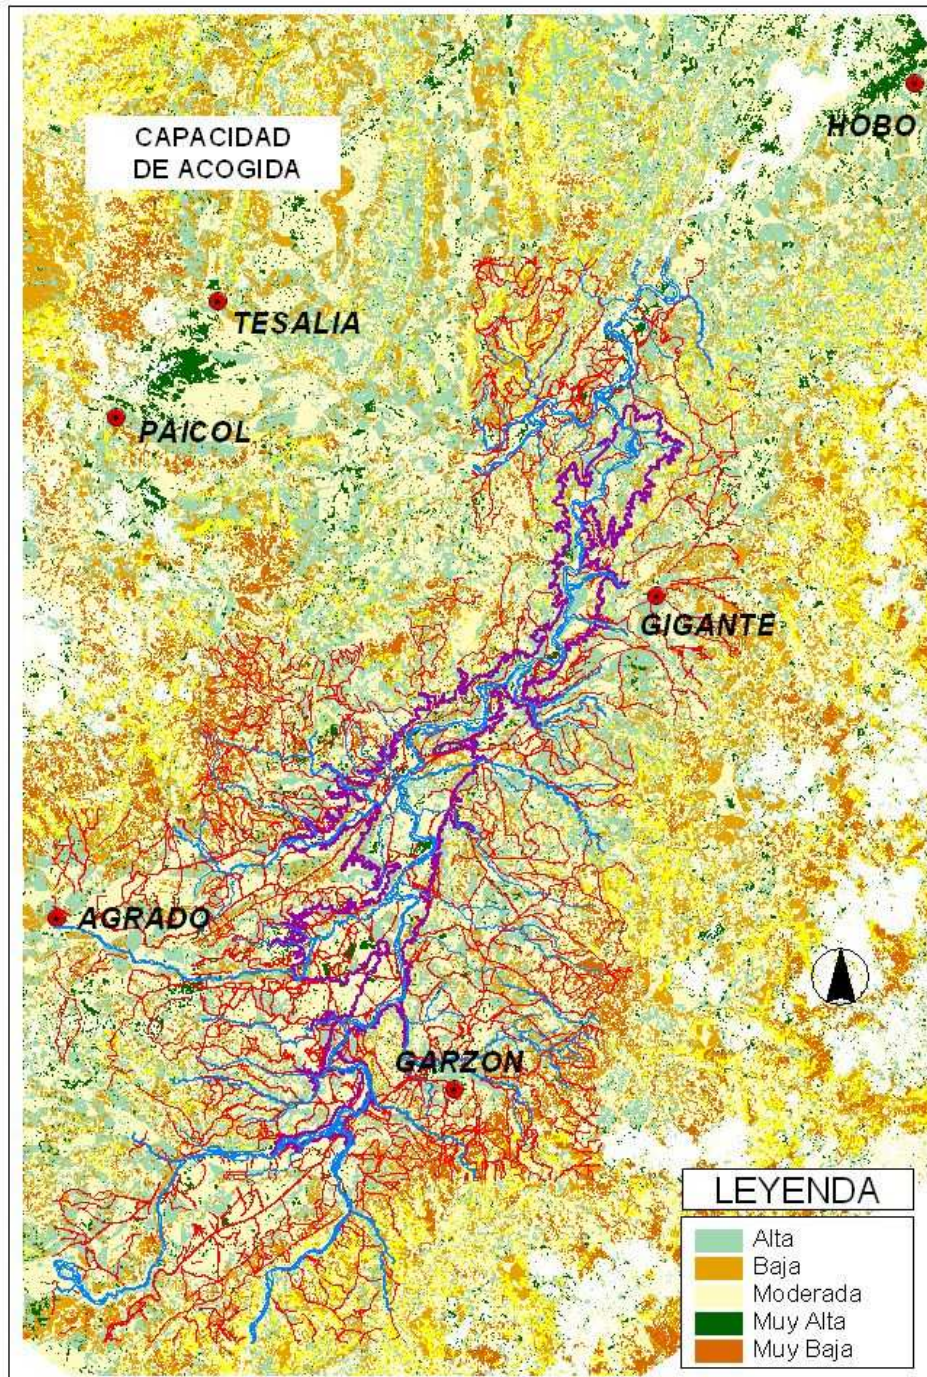 CAPACIDAD
DE ACOGIDA
HOBO
TESALIA
PAICOL
GIGANTE
AGRADO
GARZON
LEYENDA
Alta
Baja
Moderada
Muy Alta
Muy Baja